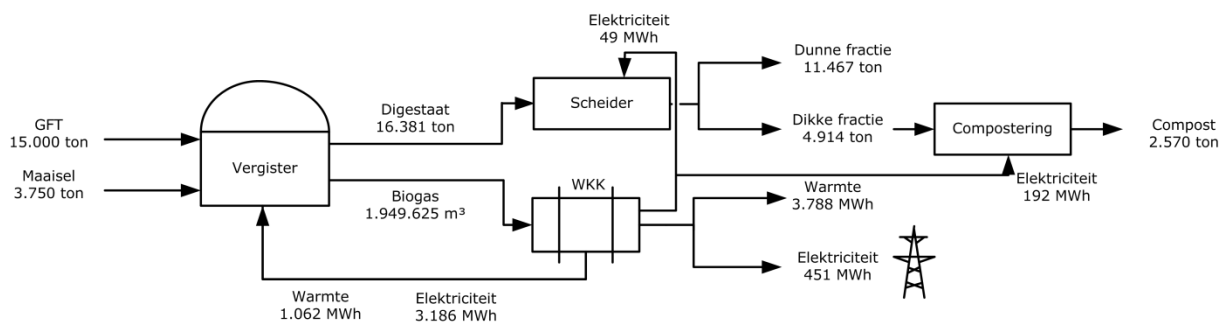 Elektriciteit
49 MWh
Dunne fractie
11.467 ton
GFT
15.000 ton
Digestaat
16.381 ton
Scheider
Dikke fractie
4.914 ton
Compostering
Compost
2.570 ton
Maaisel
3.750 ton
Vergister
Biogas
1.949.625 m³
WKK
Warmte
3.788 MWh
Elektriciteit
192 MWh
Elektriciteit
451 MWh
Warmte
1.062 MWh
Elektriciteit
3.186 MWh